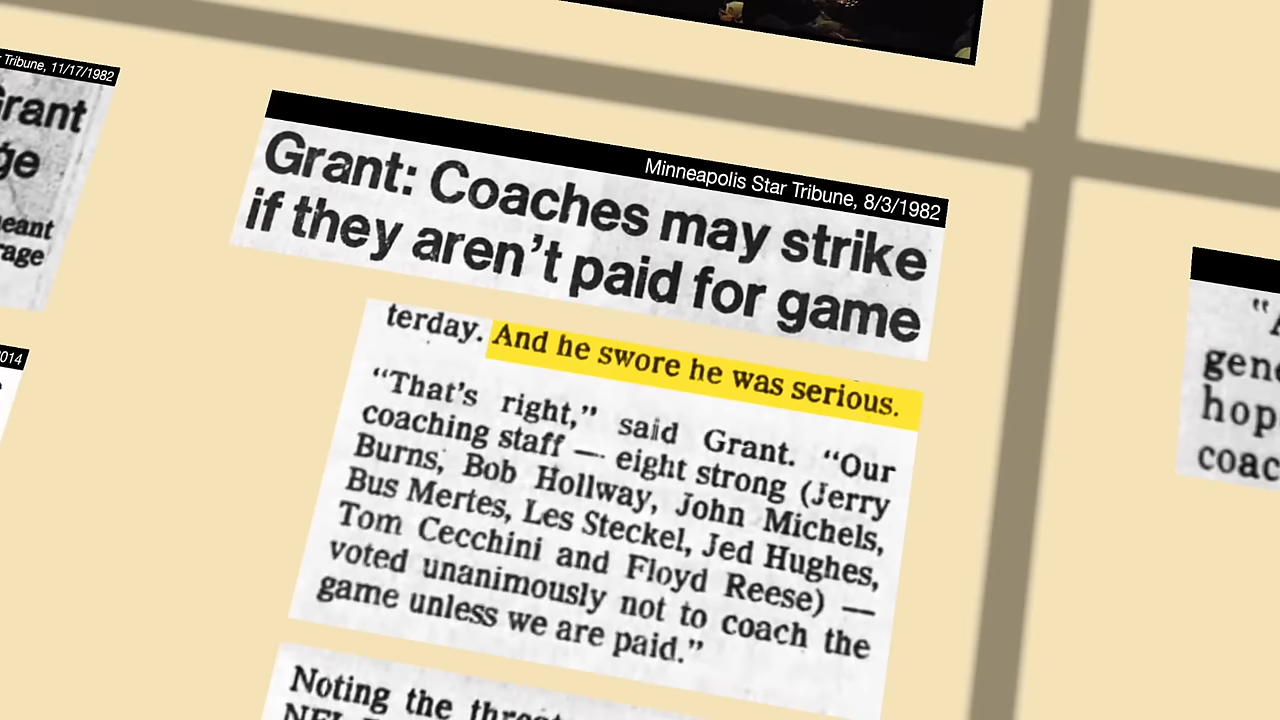 Tribune, 11/17/1982
Grant
ge
eant
rage
014
Minneapolis Star Tribune, 8/3/1982
Grant: Coaches may strike
if they aren't paid for game
terday. And he swore he was serious.
“That's right,” said Grant. “Our
coaching staff — eight strong (Jerry
Burns, Bob Hollway, John Michels,
Bus Mertes, Les Steckel, Jed Hughes,
Tom Cecchini and Floyd Reese) —
voted unanimously not to coach the
game unless we are paid.”
Noting the threat
NFL
gene
hop
coac